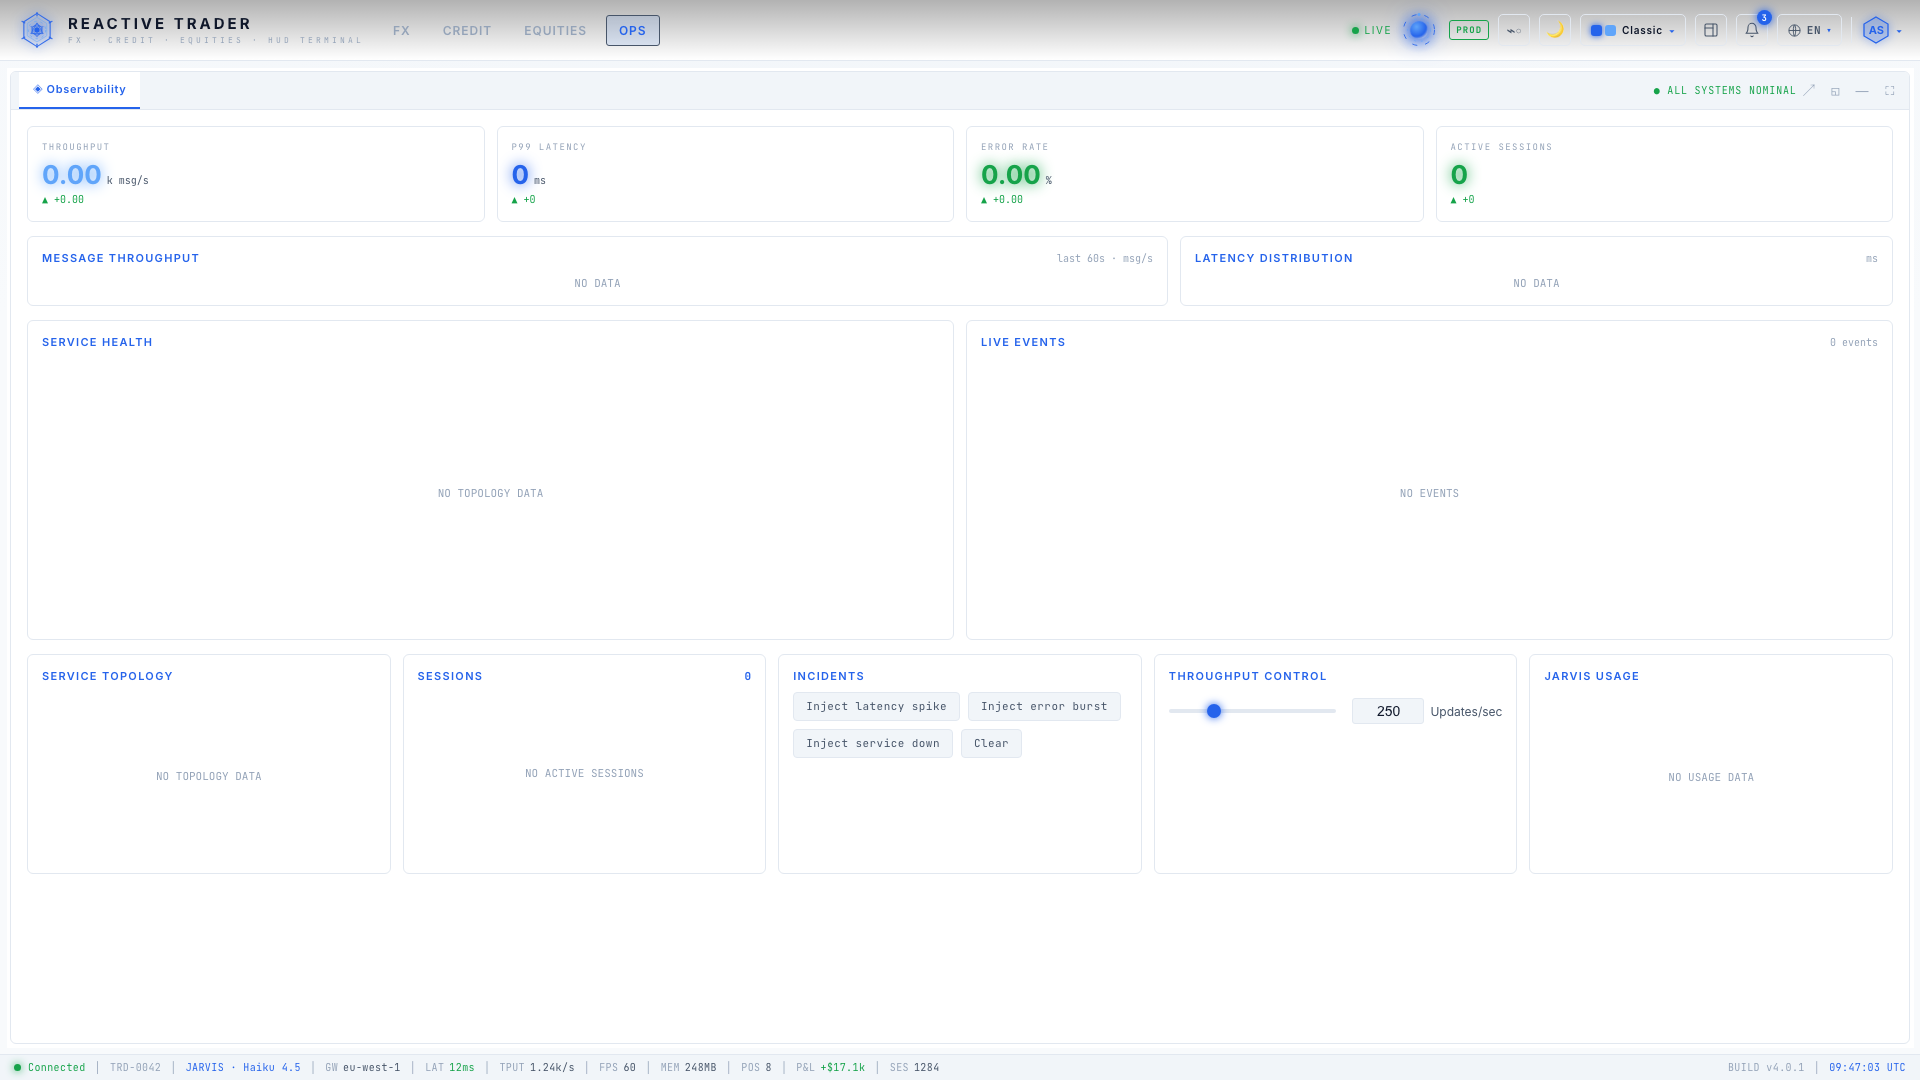 REACTIVE TRADER
FX · CREDIT · EQUITIES · HUD TERMINAL
FX
CREDIT
EQUITIES
OPS
LIVE
PROD
Classic
3
EN
AS
Observability
ALL SYSTEMS NOMINAL
THROUGHPUT
0.00 k msg/s
▲ +0.00
P99 LATENCY
0 ms
▲ +0
ERROR RATE
0.00 %
▲ +0.00
ACTIVE SESSIONS
0
▲ +0
MESSAGE THROUGHPUT
last 60s · msg/s
NO DATA
LATENCY DISTRIBUTION
ms
NO DATA
SERVICE HEALTH
NO TOPOLOGY DATA
LIVE EVENTS
0 events
NO EVENTS
SERVICE TOPOLOGY
NO TOPOLOGY DATA
SESSIONS
0
NO ACTIVE SESSIONS
INCIDENTS
Inject latency spike
Inject error burst
Inject service down
Clear
THROUGHPUT CONTROL
250 Updates/sec
JARVIS USAGE
NO USAGE DATA
Connected
TRD-0042
JARVIS · Haiku 4.5
GW eu-west-1
LAT 12ms
TPUT 1.24k/s
FPS 60
MEM 248MB
POS 8
P&L +$17.1k
SES 1284
BUILD v4.0.1
09:47:03 UTC